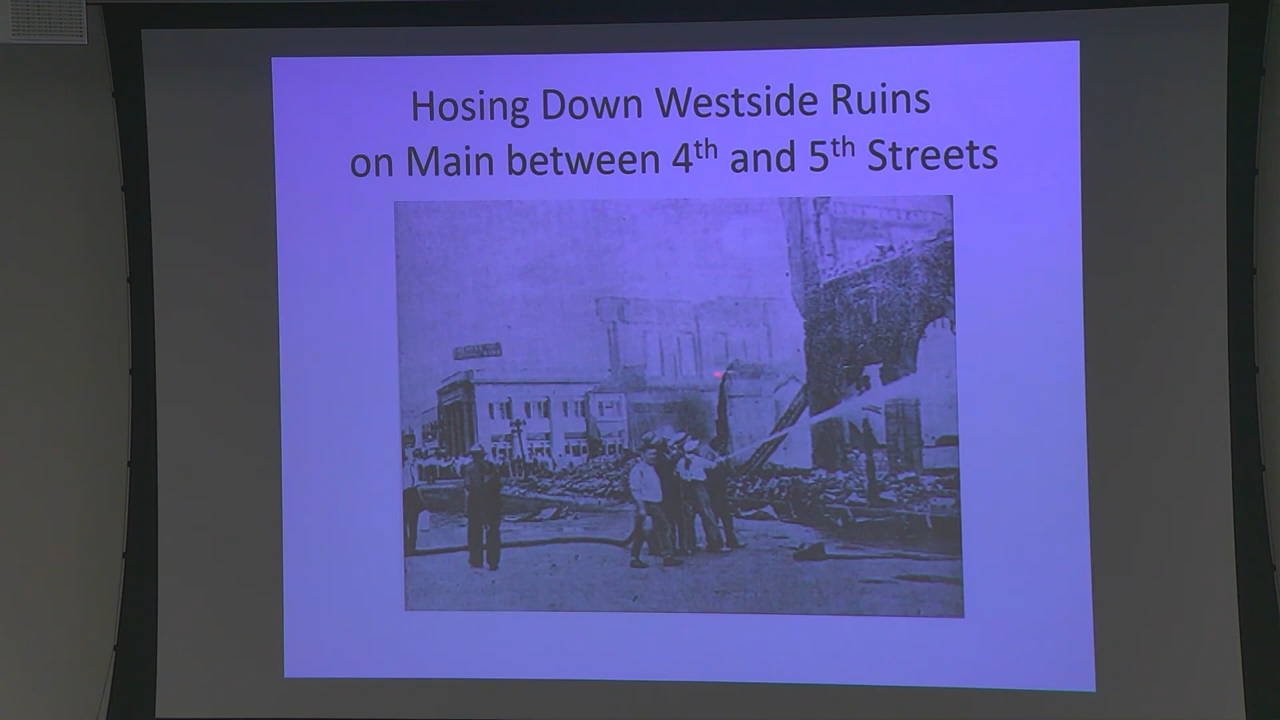 Hosing Down Westside Ruins
on Main between 4th and 5th Streets